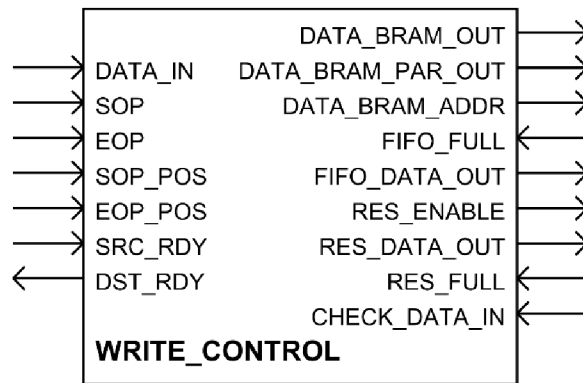 DATA_BRAM_OUT
DATA_IN DATA_BRAM_PAR_OUT
SOP DATA_BRAM_ADDR
EOP FIFO_FULL
SOP_POS FIFO_DATA_OUT
EOP_POS RES_ENABLE
SRC_RDY RES_DATA_OUT
DST_RDY RES_FULL
CHECK_DATA_IN
WRITE_CONTROL